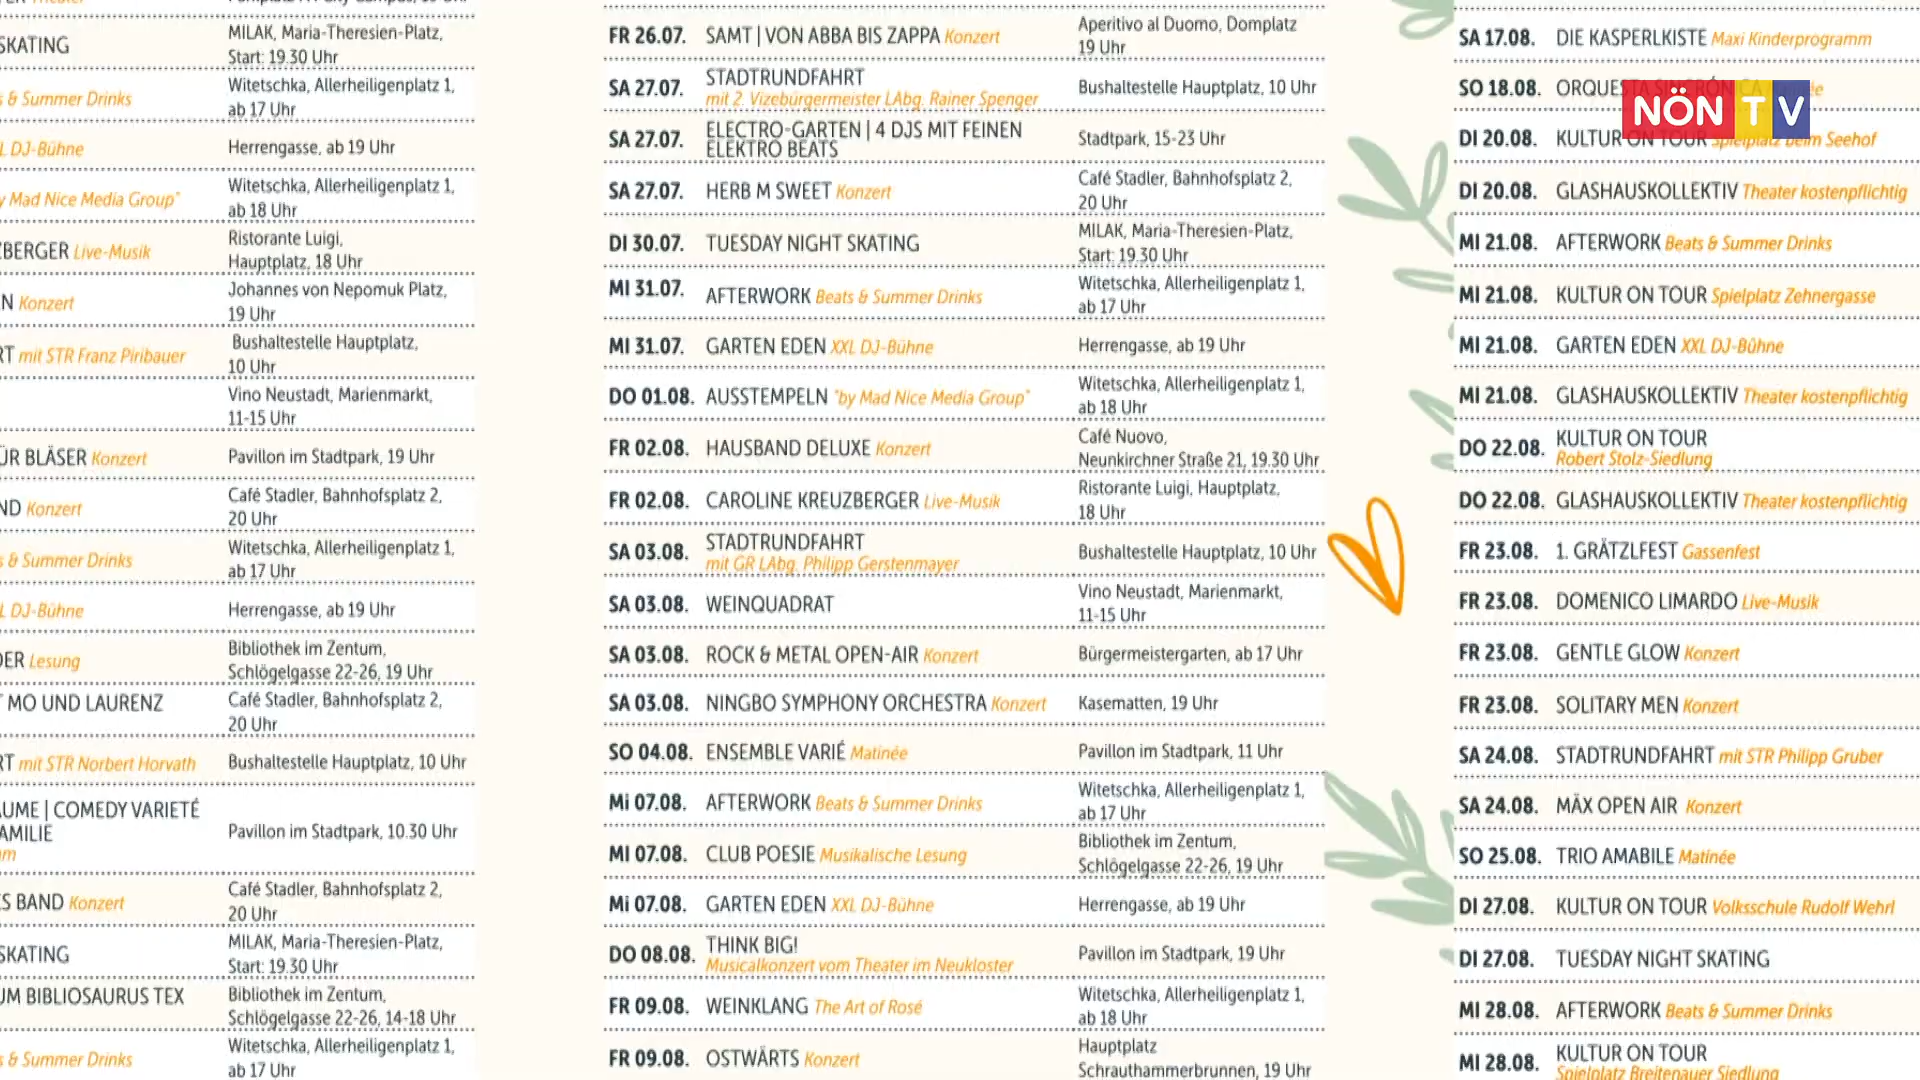 SKATING
MILAK, Maria-Theresien-Platz,
Start: 19.30 Uhr
s & Summer Drinks
Witetschka, Allerheiligenplatz 1,
ab 17 Uhr
L DJ-Bühne
Herrengasse, ab 19 Uhr
y Mad Nice Media Group"
Witetschka, Allerheiligenplatz 1,
ab 18 Uhr
ZBERGER Live-Musik
Ristorante Luigi,
Hauptplatz, 18 Uhr
N Konzert
Johannes von Nepomuk Platz,
19 Uhr
RT mit STR Franz Piribauer
Bushaltestelle Hauptplatz,
10 Uhr
Vino Neustadt, Marienmarkt,
11-15 Uhr
ÜR BLÄSER Konzert
Pavillon im Stadtpark, 19 Uhr
ND Konzert
Café Stadler, Bahnhofsplatz 2,
20 Uhr
s & Summer Drinks
Witetschka, Allerheiligenplatz 1,
ab 17 Uhr
L DJ-Bühne
Herrengasse, ab 19 Uhr
DER Lesung
Bibliothek im Zentum,
Schlögelgasse 22-26, 19 Uhr
T MO UND LAURENZ
Café Stadler, Bahnhofsplatz 2,
20 Uhr
RT mit STR Norbert Horvath
Bushaltestelle Hauptplatz, 10 Uhr
AUME | COMEDY VARIETÉ
AMILIE
Pavillon im Stadtpark, 10.30 Uhr
S BAND Konzert
Café Stadler, Bahnhofsplatz 2,
20 Uhr
SKATING
MILAK, Maria-Theresien-Platz,
Start: 19.30 Uhr
UM BIBLIOSAURUS TEX
Bibliothek im Zentum,
Schlögelgasse 22-26, 14-18 Uhr
s & Summer Drinks
Witetschka, Allerheiligenplatz 1,
ab 17 Uhr
FR 26.07. SAMT | VON ABBA BIS ZAPPA Konzert
Aperitivo al Duomo, Domplatz
19 Uhr
SA 27.07. STADTRUNDFAHRT
mit 2. Vizebürgermeister LAbg. Rainer Spenger
Bushaltestelle Hauptplatz, 10 Uhr
SA 27.07. ELECTRO-GARTEN | 4 DJS MIT FEINEN
ELEKTRO BEATS
Stadtpark, 15-23 Uhr
SA 27.07. HERB M SWEET Konzert
Café Stadler, Bahnhofsplatz 2,
20 Uhr
DI 30.07. TUESDAY NIGHT SKATING
MILAK, Maria-Theresien-Platz,
Start: 19.30 Uhr
MI 31.07. AFTERWORK Beats & Summer Drinks
Witetschka, Allerheiligenplatz 1,
ab 17 Uhr
MI 31.07. GARTEN EDEN XXL DJ-Bühne
Herrengasse, ab 19 Uhr
DO 01.08. AUSSTEMPELN "by Mad Nice Media Group"
Witetschka, Allerheiligenplatz 1,
ab 18 Uhr
FR 02.08. HAUSBAND DELUXE Konzert
Café Nuovo,
Neunkirchner Straße 21, 19.30 Uhr
FR 02.08. CAROLINE KREUZBERGER Live-Musik
Ristorante Luigi, Hauptplatz,
18 Uhr
SA 03.08. STADTRUNDFAHRT
mit GR LAbg. Philipp Gerstenmayer
Bushaltestelle Hauptplatz, 10 Uhr
SA 03.08. WEINQUADRAT
Vino Neustadt, Marienmarkt,
11-15 Uhr
SA 03.08. ROCK & METAL OPEN-AIR Konzert
Bürgermeistergarten, ab 17 Uhr
SA 03.08. NINGBO SYMPHONY ORCHESTRA Konzert
Kasematten, 19 Uhr
SO 04.08. ENSEMBLE VARIÉ Matinée
Pavillon im Stadtpark, 11 Uhr
Mi 07.08. AFTERWORK Beats & Summer Drinks
Witetschka, Allerheiligenplatz 1,
ab 17 Uhr
MI 07.08. CLUB POESIE Musikalische Lesung
Bibliothek im Zentum,
Schlögelgasse 22-26, 19 Uhr
Mi 07.08. GARTEN EDEN XXL DJ-Bühne
Herrengasse, ab 19 Uhr
DO 08.08. THINK BIG!
Musicalkonzert vom Theater im Neukloster
Pavillon im Stadtpark, 19 Uhr
FR 09.08. WEINKLANG The Art of Rosé
Witetschka, Allerheiligenplatz 1,
ab 18 Uhr
FR 09.08. OSTWÄRTS Konzert
Hauptplatz
Schrauthammerbrunnen, 19 Uhr
SA 17.08. DIE KASPERLKISTE Maxi Kinderprogramm
SO 18.08.
NÖN TV
DI 20.08. KULTUR ON TOUR Spielplatz beim Seehof
DI 20.08. GLASHAUSKOLLEKTIV Theater kostenpflichtig
MI 21.08. AFTERWORK Beats & Summer Drinks
MI 21.08. KULTUR ON TOUR Spielplatz Zehnergasse
MI 21.08. GARTEN EDEN XXL DJ-Bühne
MI 21.08. GLASHAUSKOLLEKTIV Theater kostenpflichtig
DO 22.08. KULTUR ON TOUR
Robert Stolz-Siedlung
DO 22.08. GLASHAUSKOLLEKTIV Theater kostenpflichtig
FR 23.08. 1. GRÄTZLFEST Gassenfest
FR 23.08. DOMENICO LIMARDO Live-Musik
FR 23.08. GENTLE GLOW Konzert
FR 23.08. SOLITARY MEN Konzert
SA 24.08. STADTRUNDFAHRT mit STR Philipp Gruber
SA 24.08. MÄX OPEN AIR Konzert
SO 25.08. TRIO AMABILE Matinée
DI 27.08. KULTUR ON TOUR Volksschule Rudolf Wehrl
DI 27.08. TUESDAY NIGHT SKATING
MI 28.08. AFTERWORK Beats & Summer Drinks
MI 28.08. KULTUR ON TOUR
Spielplatz Breitenauer Siedlung